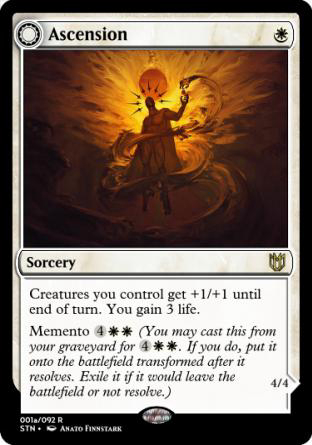 Ascension
Sorcery
Creatures you control get +1/+1 until
end of turn. You gain 3 life.
Memento 4 (You may cast this from
your graveyard for 4. If you do, put it
onto the battlefield transformed after it
resolves. Exile it if it would leave the
battlefield or not resolve.)
4/4
001a/092 R
STN • Anato Finnstark